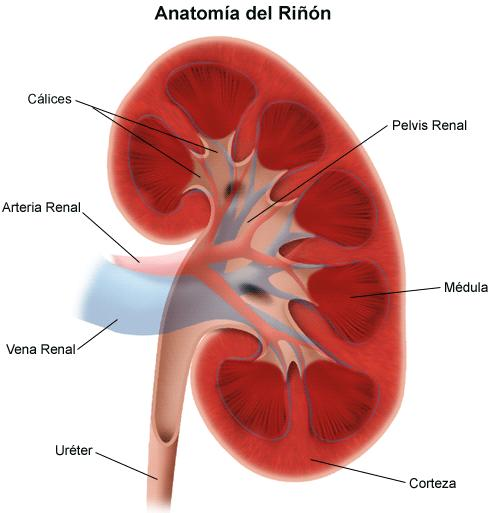 Anatomía del Riñón
Cálices
Pelvis Renal
Arteria Renal
Médula
Vena Renal
Uréter
Corteza